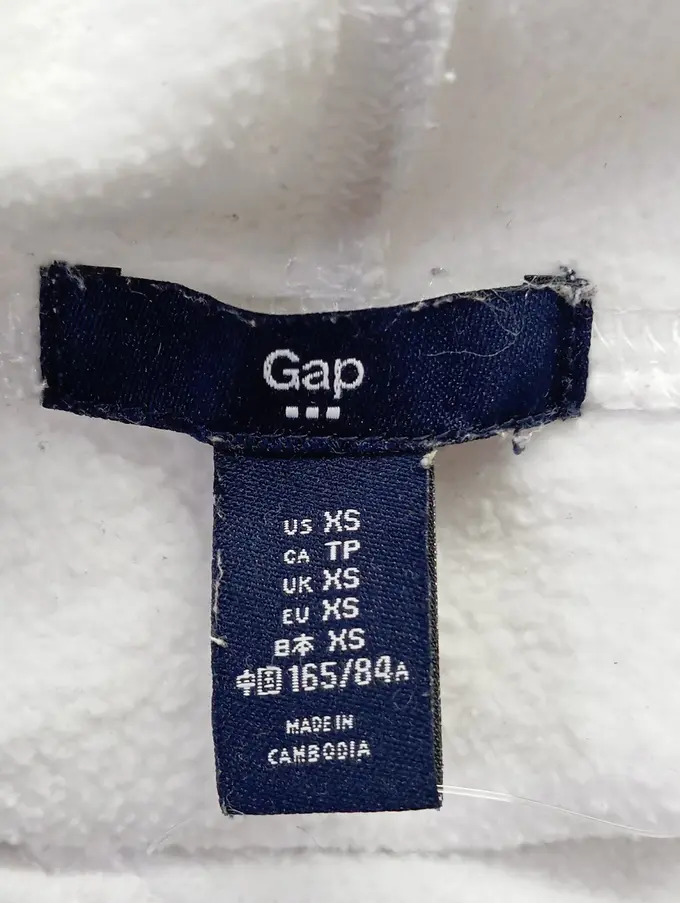 Gap
US XS
CA TP
UK XS
EU XS
日本 XS
中国 165/84A
MADE IN
CAMBODIA